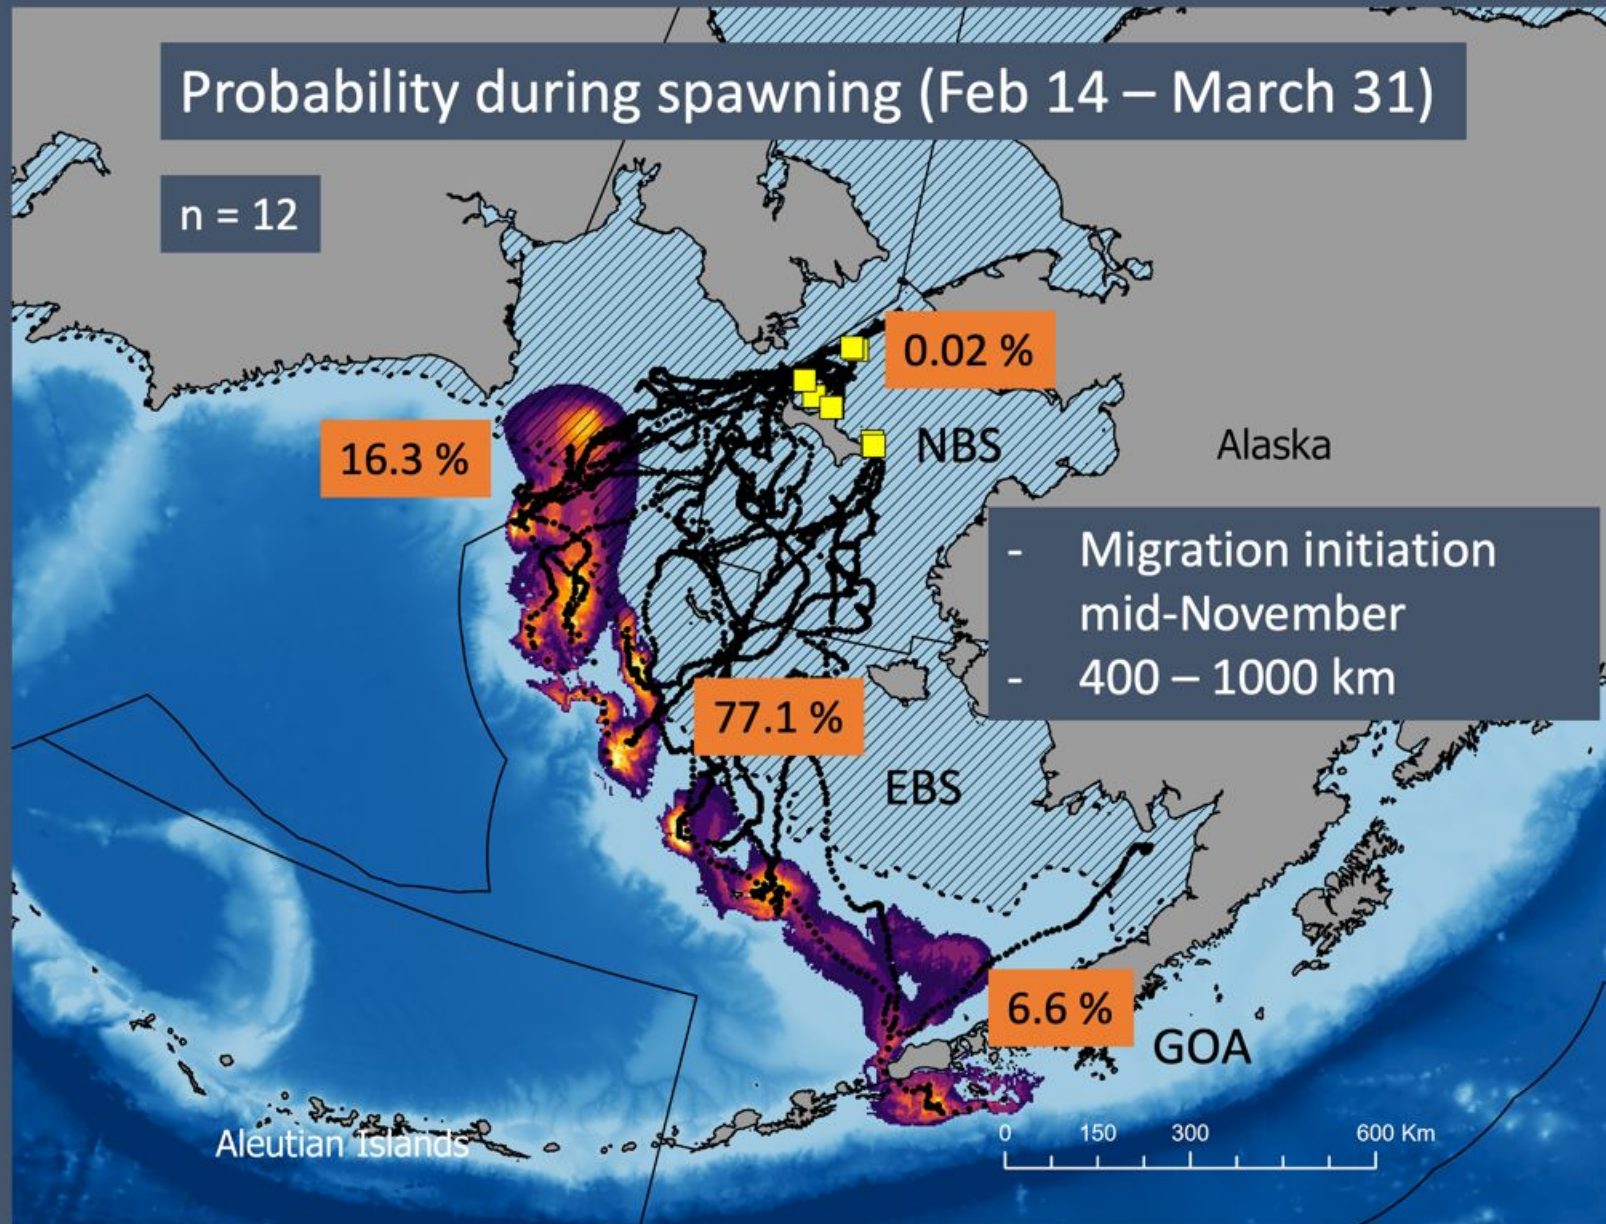 Probability during spawning (Feb 14 – March 31)
n = 12
0.02 %
16.3 %
NBS
Alaska
- Migration initiation
mid-November
- 400 – 1000 km
77.1 %
EBS
6.6 %
GOA
Aleutian Islands
0 150 300 600 Km